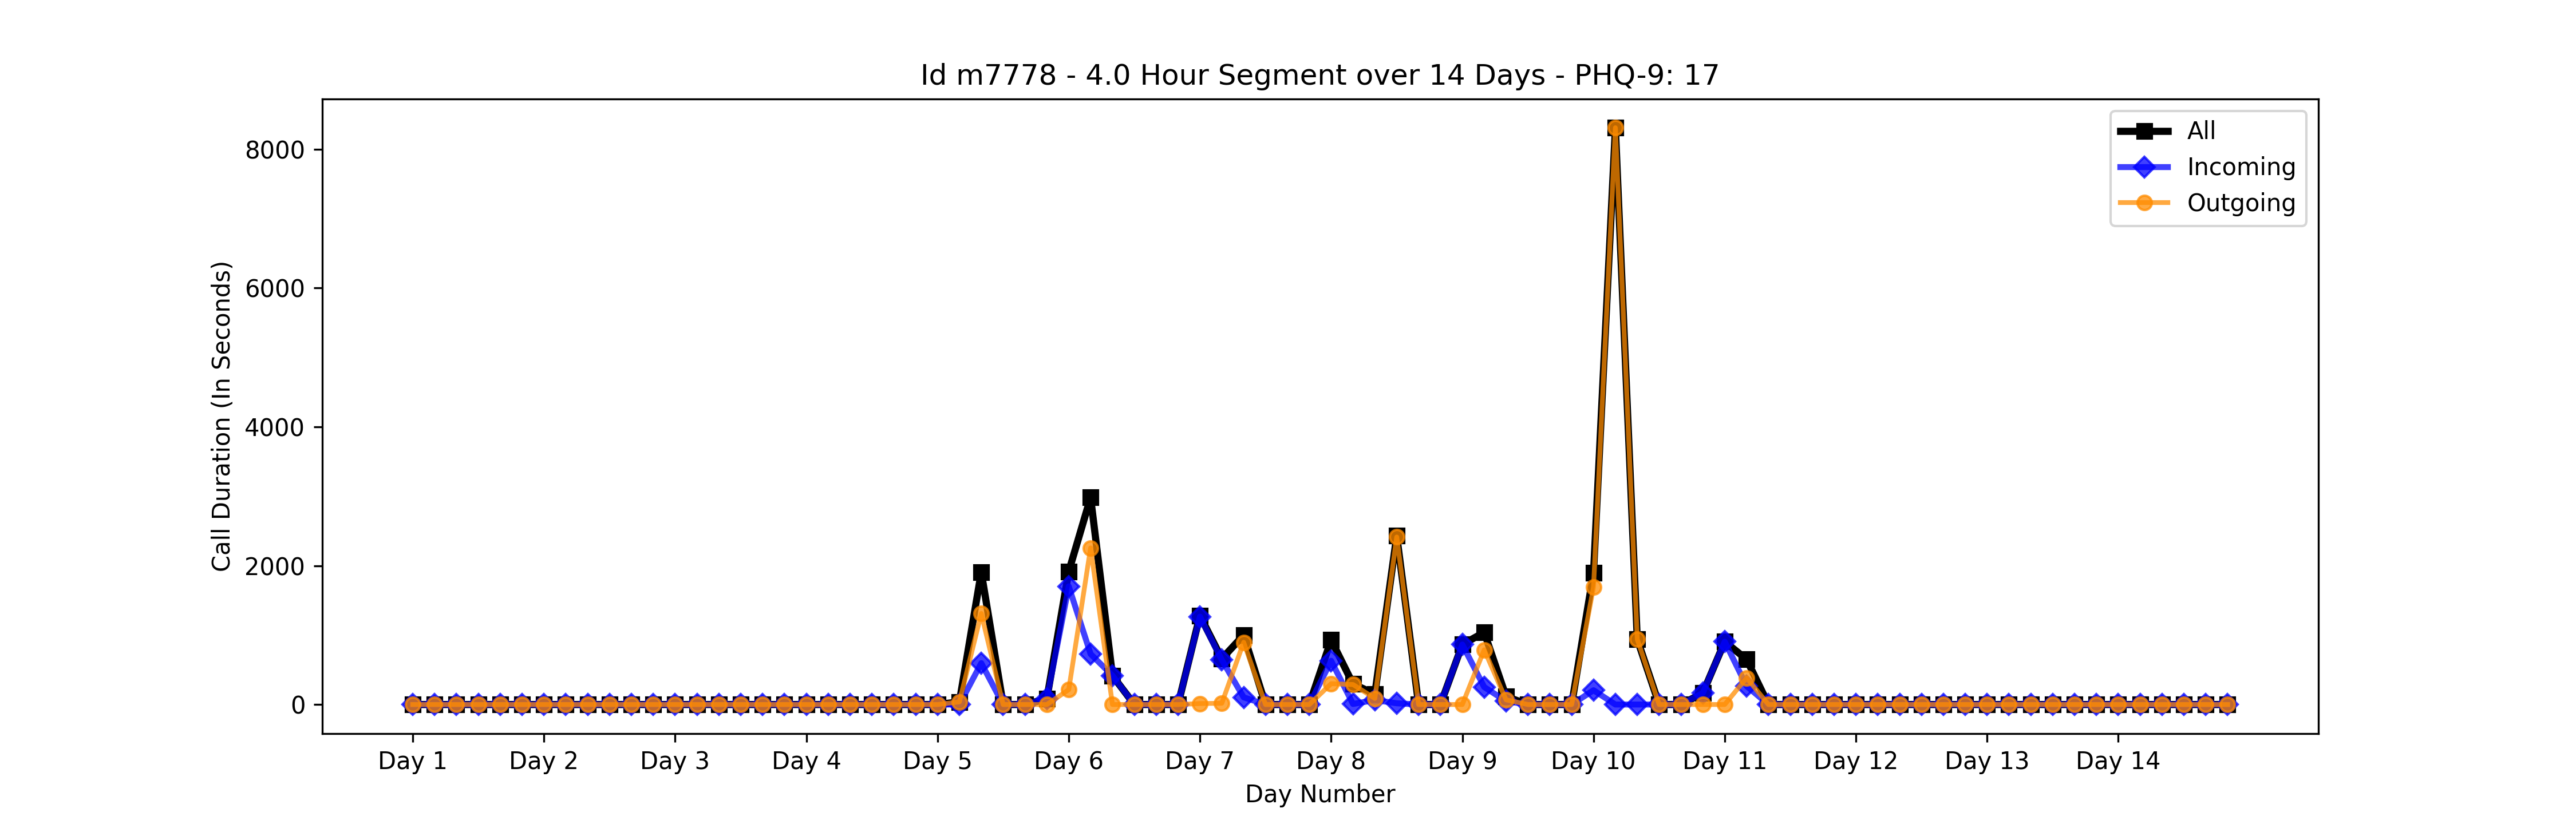 Id m7778 - 4.0 Hour Segment over 14 Days - PHQ-9: 17
All
Incoming
Outgoing
Call Duration (In Seconds)
8000
6000
4000
2000
0
Day 1 Day 2 Day 3 Day 4 Day 5 Day 6 Day 7 Day 8 Day 9 Day 10 Day 11 Day 12 Day 13 Day 14
Day Number